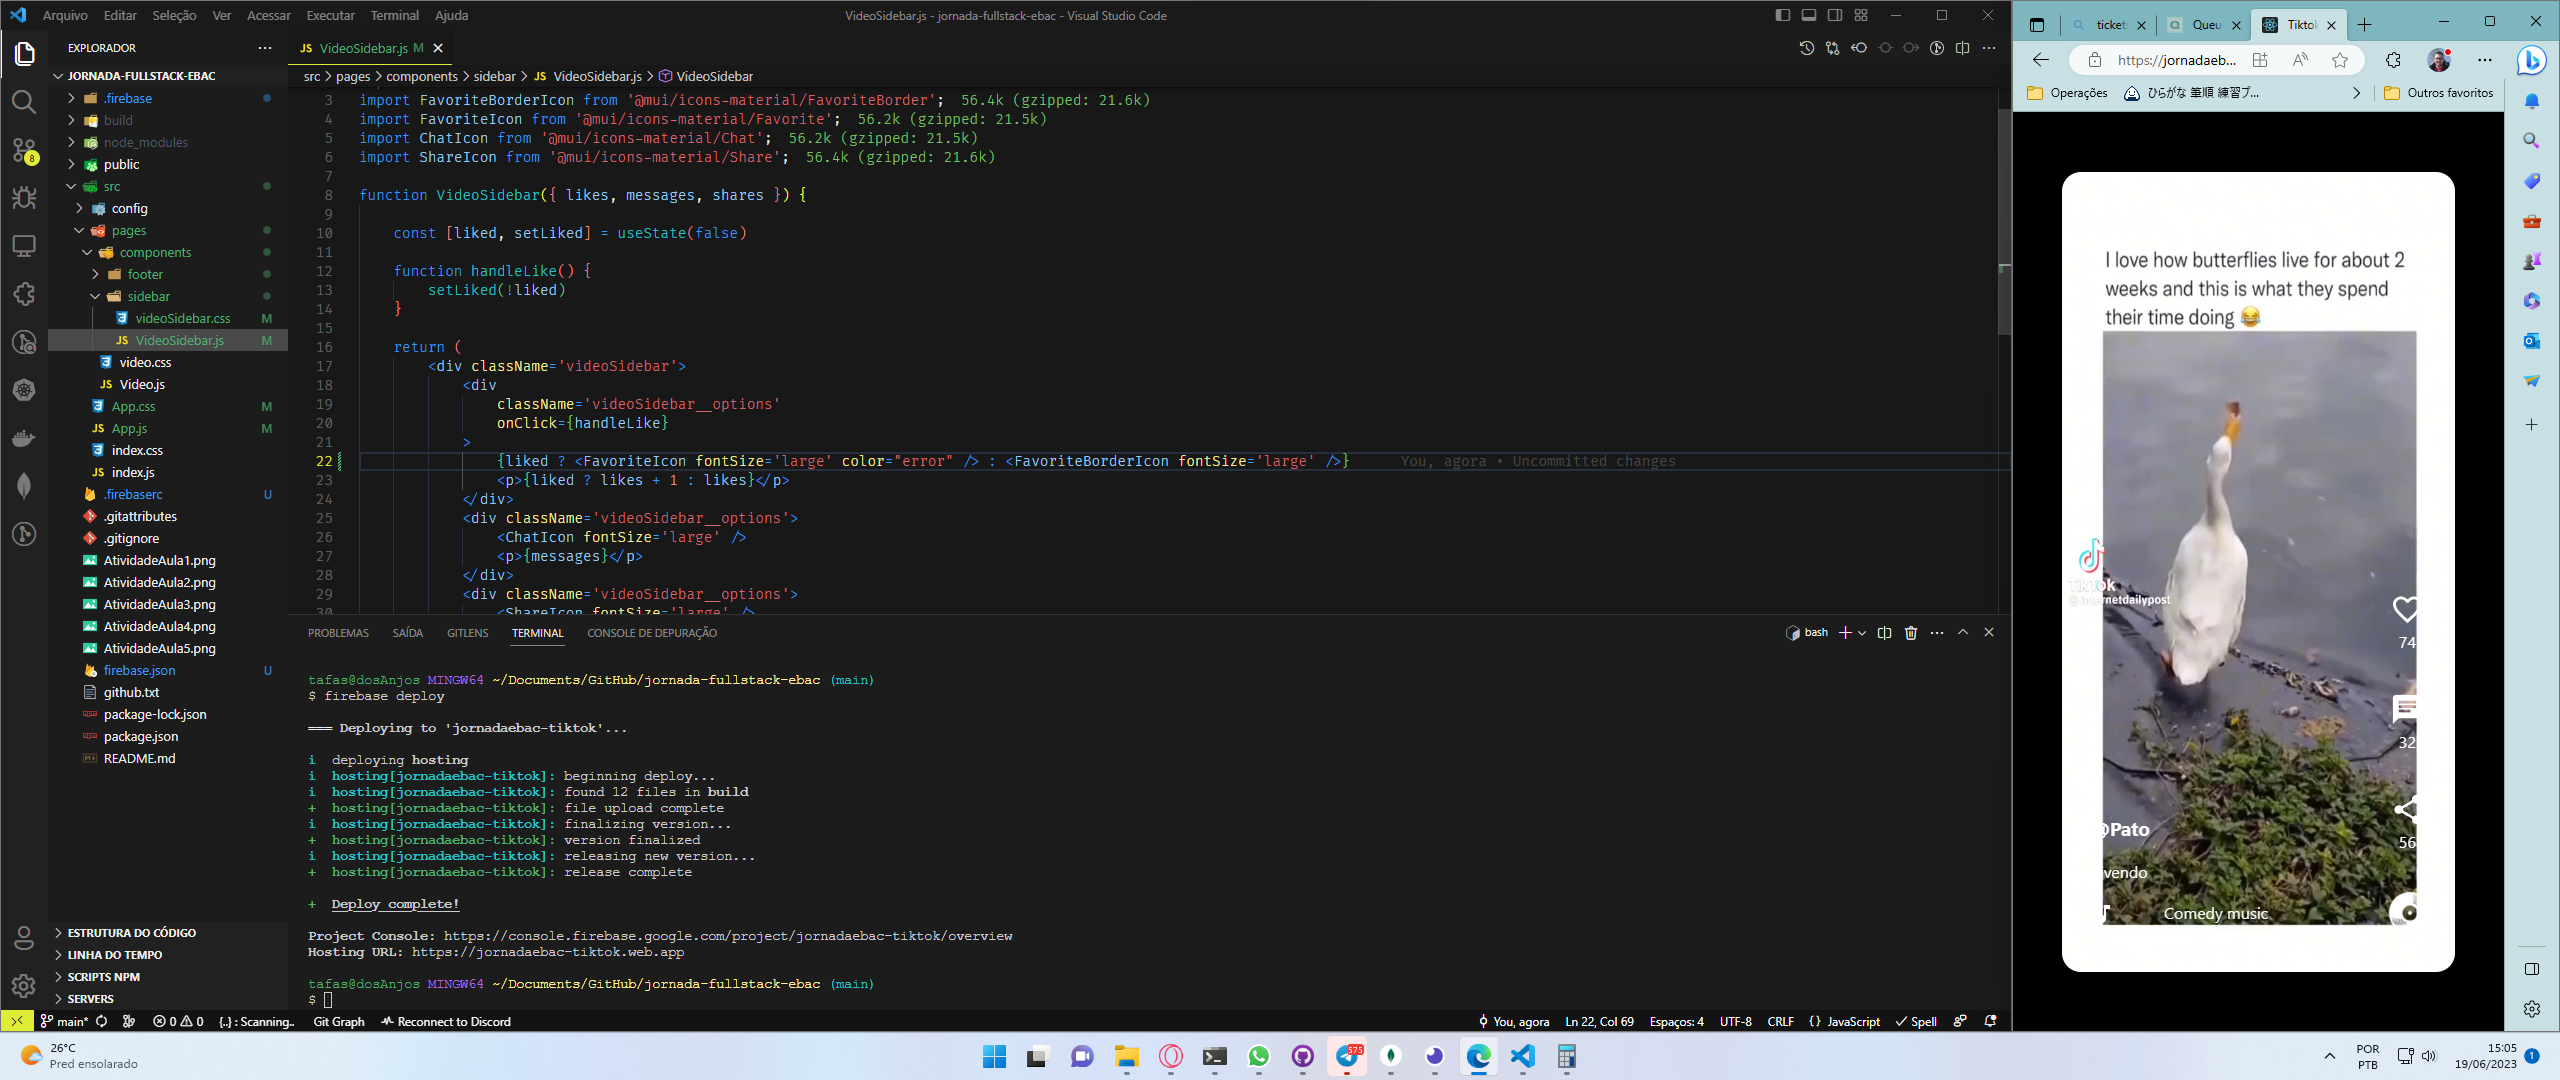 Arquivo Editar Seleção Ver Acessar Executar Terminal Ajuda
VideoSidebar.js - jornada-fullstack-ebac - Visual Studio Code
EXPLORADOR
JORNADA-FULLSTACK-EBAC
.firebase
build
node_modules
public
src
config
pages
components
footer
sidebar
videoSidebar.css M
VideoSidebar.js M
video.css
Video.js
App.css M
App.js M
index.css
index.js
.firebaserc U
.gitattributes
.gitignore
AtividadeAula1.png
AtividadeAula2.png
AtividadeAula3.png
AtividadeAula4.png
AtividadeAula5.png
firebase.json U
github.txt
package-lock.json
package.json
README.md
ESTRUTURA DO CÓDIGO
LINHA DO TEMPO
SCRIPTS NPM
SERVERS
8
JS VideoSidebar.js M
src > pages > components > sidebar > JS VideoSidebar.js > VideoSidebar
3 import FavoriteBorderIcon from '@mui/icons-material/FavoriteBorder'; 56.4k (gzipped: 21.6k)
4 import FavoriteIcon from '@mui/icons-material/Favorite'; 56.2k (gzipped: 21.5k)
5 import ChatIcon from '@mui/icons-material/Chat'; 56.2k (gzipped: 21.5k)
6 import ShareIcon from '@mui/icons-material/Share'; 56.4k (gzipped: 21.6k)
7
8 function VideoSidebar({ likes, messages, shares }) {
9
10 const [liked, setLiked] = useState(false)
11
12 function handleLike() {
13 setLiked(!liked)
14 }
15
16 return (
17 <div className='videoSidebar'>
18 <div
19 className='videoSidebar__options'
20 onClick={handleLike}
21 >
22 {liked ? <FavoriteIcon fontSize='large' color="error" /> : <FavoriteBorderIcon fontSize='large' />} You, agora • Uncommitted changes
23 <p>{liked ? likes + 1 : likes}</p>
24 </div>
25 <div className='videoSidebar__options'>
26 <ChatIcon fontSize='large' />
27 <p>{messages}</p>
28 </div>
29 <div className='videoSidebar__options'>
30 <ShareIcon fontSize='large' />
PROBLEMAS SAÍDA GITLENS TERMINAL CONSOLE DE DEPURAÇÃO
bash
tafas@dosAnjos MINGW64 ~/Documents/GitHub/jornada-fullstack-ebac (main)
$ firebase deploy
=== Deploying to 'jornadaebac-tiktok'...
i deploying hosting
i hosting[jornadaebac-tiktok]: beginning deploy...
i hosting[jornadaebac-tiktok]: found 12 files in build
+ hosting[jornadaebac-tiktok]: file upload complete
i hosting[jornadaebac-tiktok]: finalizing version...
+ hosting[jornadaebac-tiktok]: version finalized
i hosting[jornadaebac-tiktok]: releasing new version...
+ hosting[jornadaebac-tiktok]: release complete
+ Deploy complete!
Project Console: https://console.firebase.google.com/project/jornadaebac-tiktok/overview
Hosting URL: https://jornadaebac-tiktok.web.app
tafas@dosAnjos MINGW64 ~/Documents/GitHub/jornada-fullstack-ebac (main)
$
main* 0 0 {..} : Scanning.. Git Graph Reconnect to Discord
You, agora Ln 22, Col 69 Espaços: 4 UTF-8 CRLF {} JavaScript Spell
ticket Queu Tiktok
https://jornadaeb...
Operações ひらがな 筆順 練習プ... Outros favoritos
I love how butterflies live for about 2
weeks and this is what they spend
their time doing 😂
TikTok
@internetdailypost
74
32
56
@Pato
vendo
Comedy music
26°C
Pred ensolarado
575
POR
PTB
15:05
19/06/2023
1